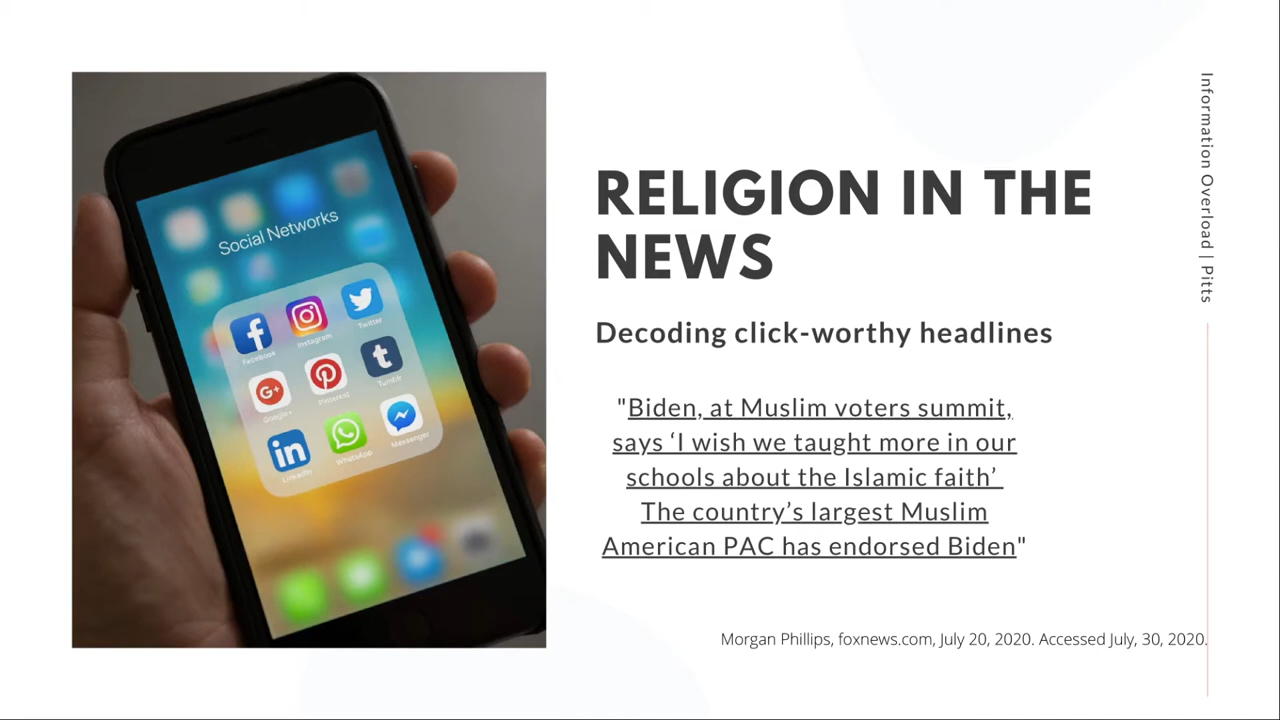 Social Networks
Facebook
Instagram
Twitter
Google+
Pinterest
Tumblr
LinkedIn
WhatsApp
Messenger
RELIGION IN THE
NEWS
Decoding click-worthy headlines
"Biden, at Muslim voters summit,
says ‘I wish we taught more in our
schools about the Islamic faith’
The country’s largest Muslim
American PAC has endorsed Biden"
Morgan Phillips, foxnews.com, July 20, 2020. Accessed July, 30, 2020.
Information Overload | Pitts